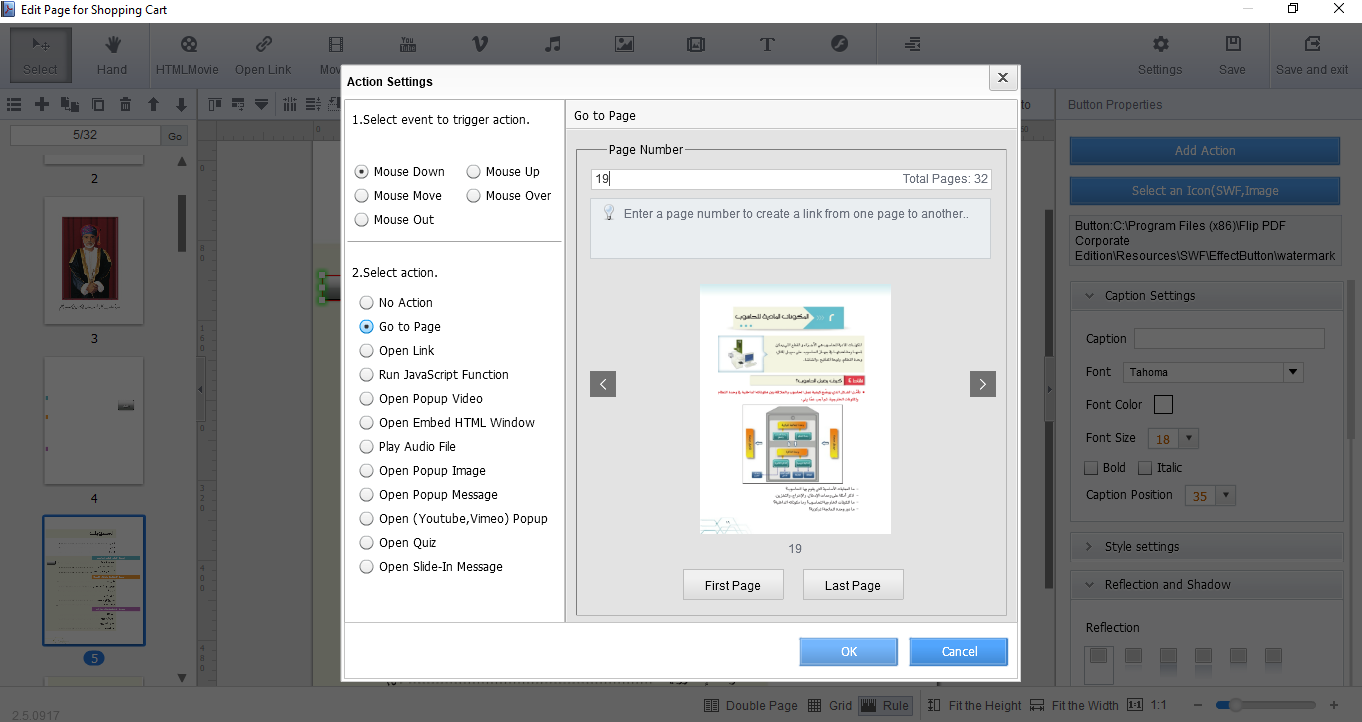 Edit Page for Shopping Cart
Select
Hand
HTMLMovie
Open Link
Mov
You
Tube
Settings
Save
Save and exit
5/32
Go
2
3
4
5
2.5.0917
Action Settings
1.Select event to trigger action.
Mouse Down
Mouse Up
Mouse Move
Mouse Over
Mouse Out
2.Select action.
No Action
Go to Page
Open Link
Run JavaScript Function
Open Popup Video
Open Embed HTML Window
Play Audio File
Open Popup Image
Open Popup Message
Open (Youtube,Vimeo) Popup
Open Quiz
Open Slide-In Message
Go to Page
Page Number
19
Total Pages: 32
Enter a page number to create a link from one page to another..
المكونات المادية للحاسوب
٢
كيف يعمل الحاسوب؟
19
First Page
Last Page
OK
Cancel
to
Button Properties
Add Action
Select an Icon(SWF,Image
Button:C:\Program Files (x86)\Flip PDF
Corporate
Edition\Resources\SWF\EffectButton\watermark
Caption Settings
Caption
Font
Tahoma
Font Color
Font Size
18
Bold
Italic
Caption Position
35
Style settings
Reflection and Shadow
Reflection
Double Page
Grid
Rule
Fit the Height
Fit the Width
1:1